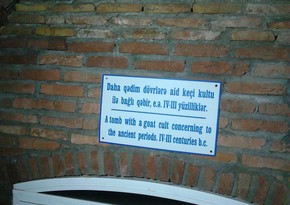 Daha qədim dövrlərə aid keçi kultu
ilə bağlı qəbir, e.ə. IV-III yüzilliklər.
A tomb with a goat cult concerning to
the ancient periods. IV-III centuries b.c.